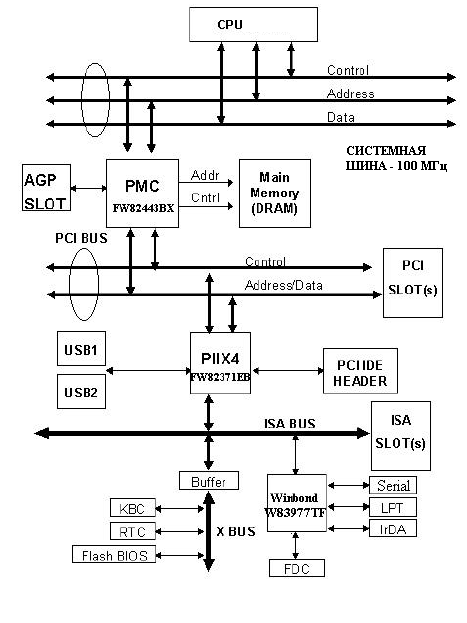 CPU
Control
Address
Data
СИСТЕМНАЯ
ШИНА - 100 МГц
AGP
SLOT
PMC
FW82443BX
Addr
Cntrl
Main
Memory
(DRAM)
PCI BUS
Control
Address/Data
PCI
SLOT(s)
USB1
USB2
PIIX4
FW82371EB
PCI IDE
HEADER
ISA BUS
ISA
SLOT(s)
Buffer
KBC
RTC
Flash BIOS
X BUS
Winbond
W83977TF
Serial
LPT
IrDA
FDC